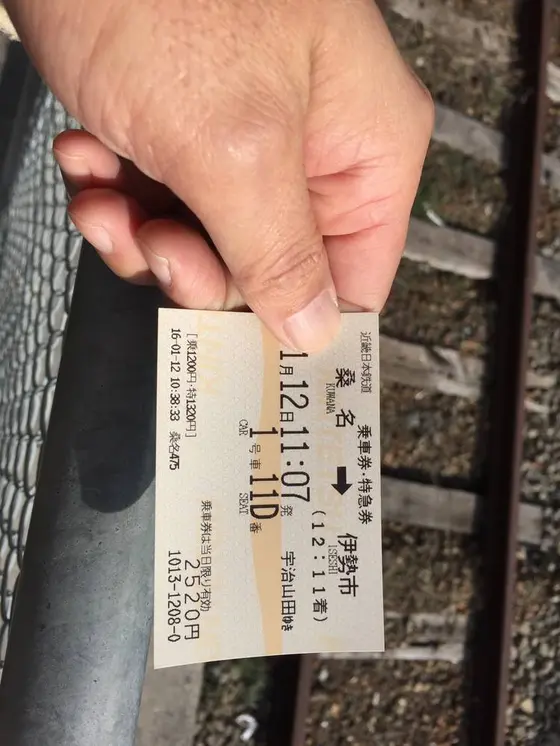 近畿日本鉄道
乗車券・特急券
桑名 ➡ 伊勢市
KUWANA ISESHI
(12:11着)
1月12日 11:07発 宇治山田ゆき
1号車 11D番
CAR SEAT
乗車券は当日限り有効
[乗1200円・特1320円] 2520円
16-01-12 10:38:33 桑名475 1013-1208-0